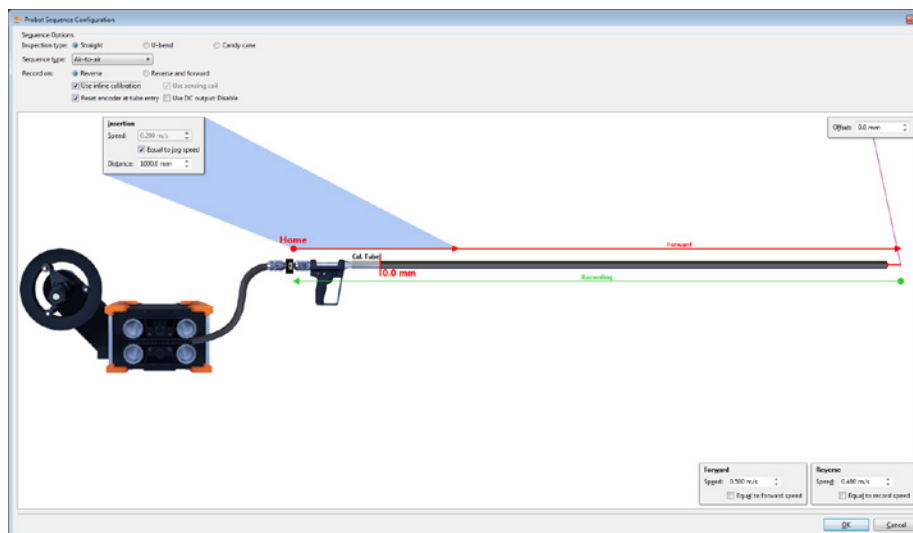 Probot Sequence Configuration
Sequence Options
Inspection type: Straight U-bend Candy cane
Sequence type: Air-to-air
Record on: Reverse Reverse and forward
Use inline calibration Use sensing coil
Reset encoder at tube entry Use DC output: Disable
Insertion
Speed: 0.200 m/s
Equal to jog speed
Distance: 1000.0 mm
Offset: 0.0 mm
Home
Forward
Cal. Tube
0.0 mm
Recording
Forward
Speed: 0.500 m/s
Equal to forward speed
Reverse
Speed: 0.400 m/s
Equal to record speed
OK Cancel